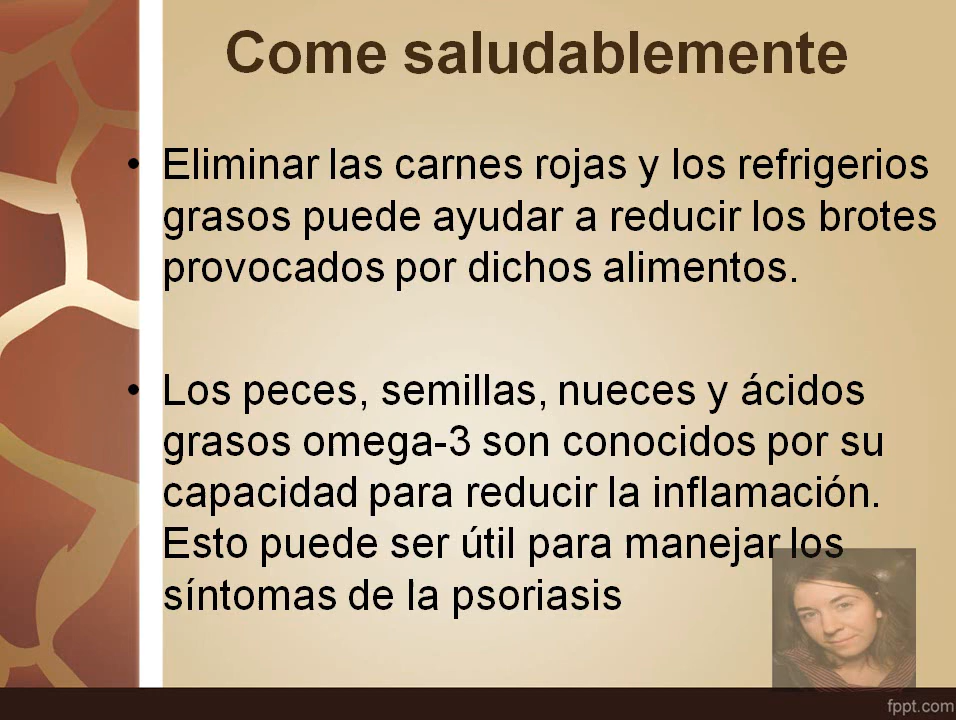 Come saludablemente
• Eliminar las carnes rojas y los refrigerios
grasos puede ayudar a reducir los brotes
provocados por dichos alimentos.
• Los peces, semillas, nueces y ácidos
grasos omega-3 son conocidos por su
capacidad para reducir la inflamación.
Esto puede ser útil para manejar los
síntomas de la psoriasis
fppt.com